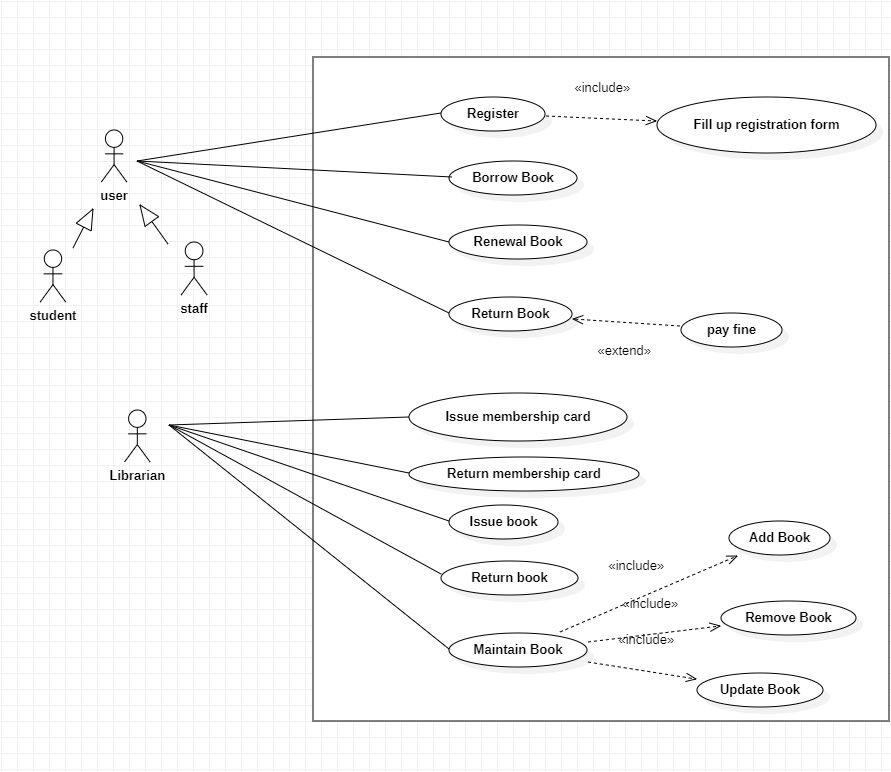 «include»
Register
Fill up registration form
Borrow Book
user
Renewal Book
student
staff
Return Book
pay fine
«extend»
Issue membership card
Librarian
Return membership card
Issue book
Add Book
«include»
Return book
«include»
Remove Book
«include»
Maintain Book
Update Book